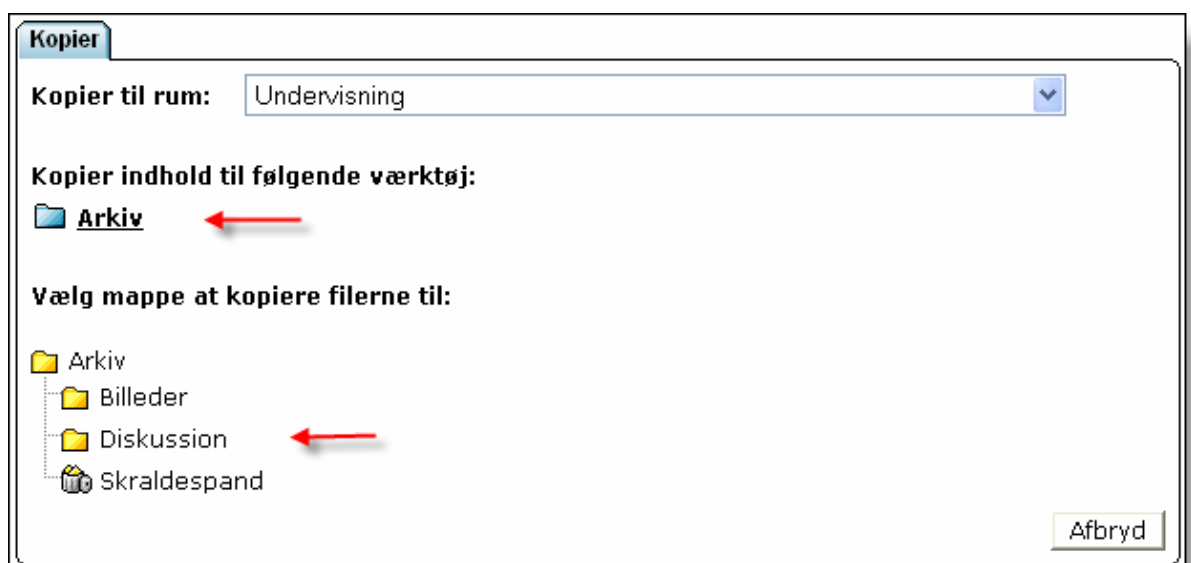 Kopier
Kopier til rum: Undervisning
Kopier indhold til følgende værktøj:
Arkiv
Vælg mappe at kopiere filerne til:
Arkiv
Billeder
Diskussion
Skraldespand
Afbryd